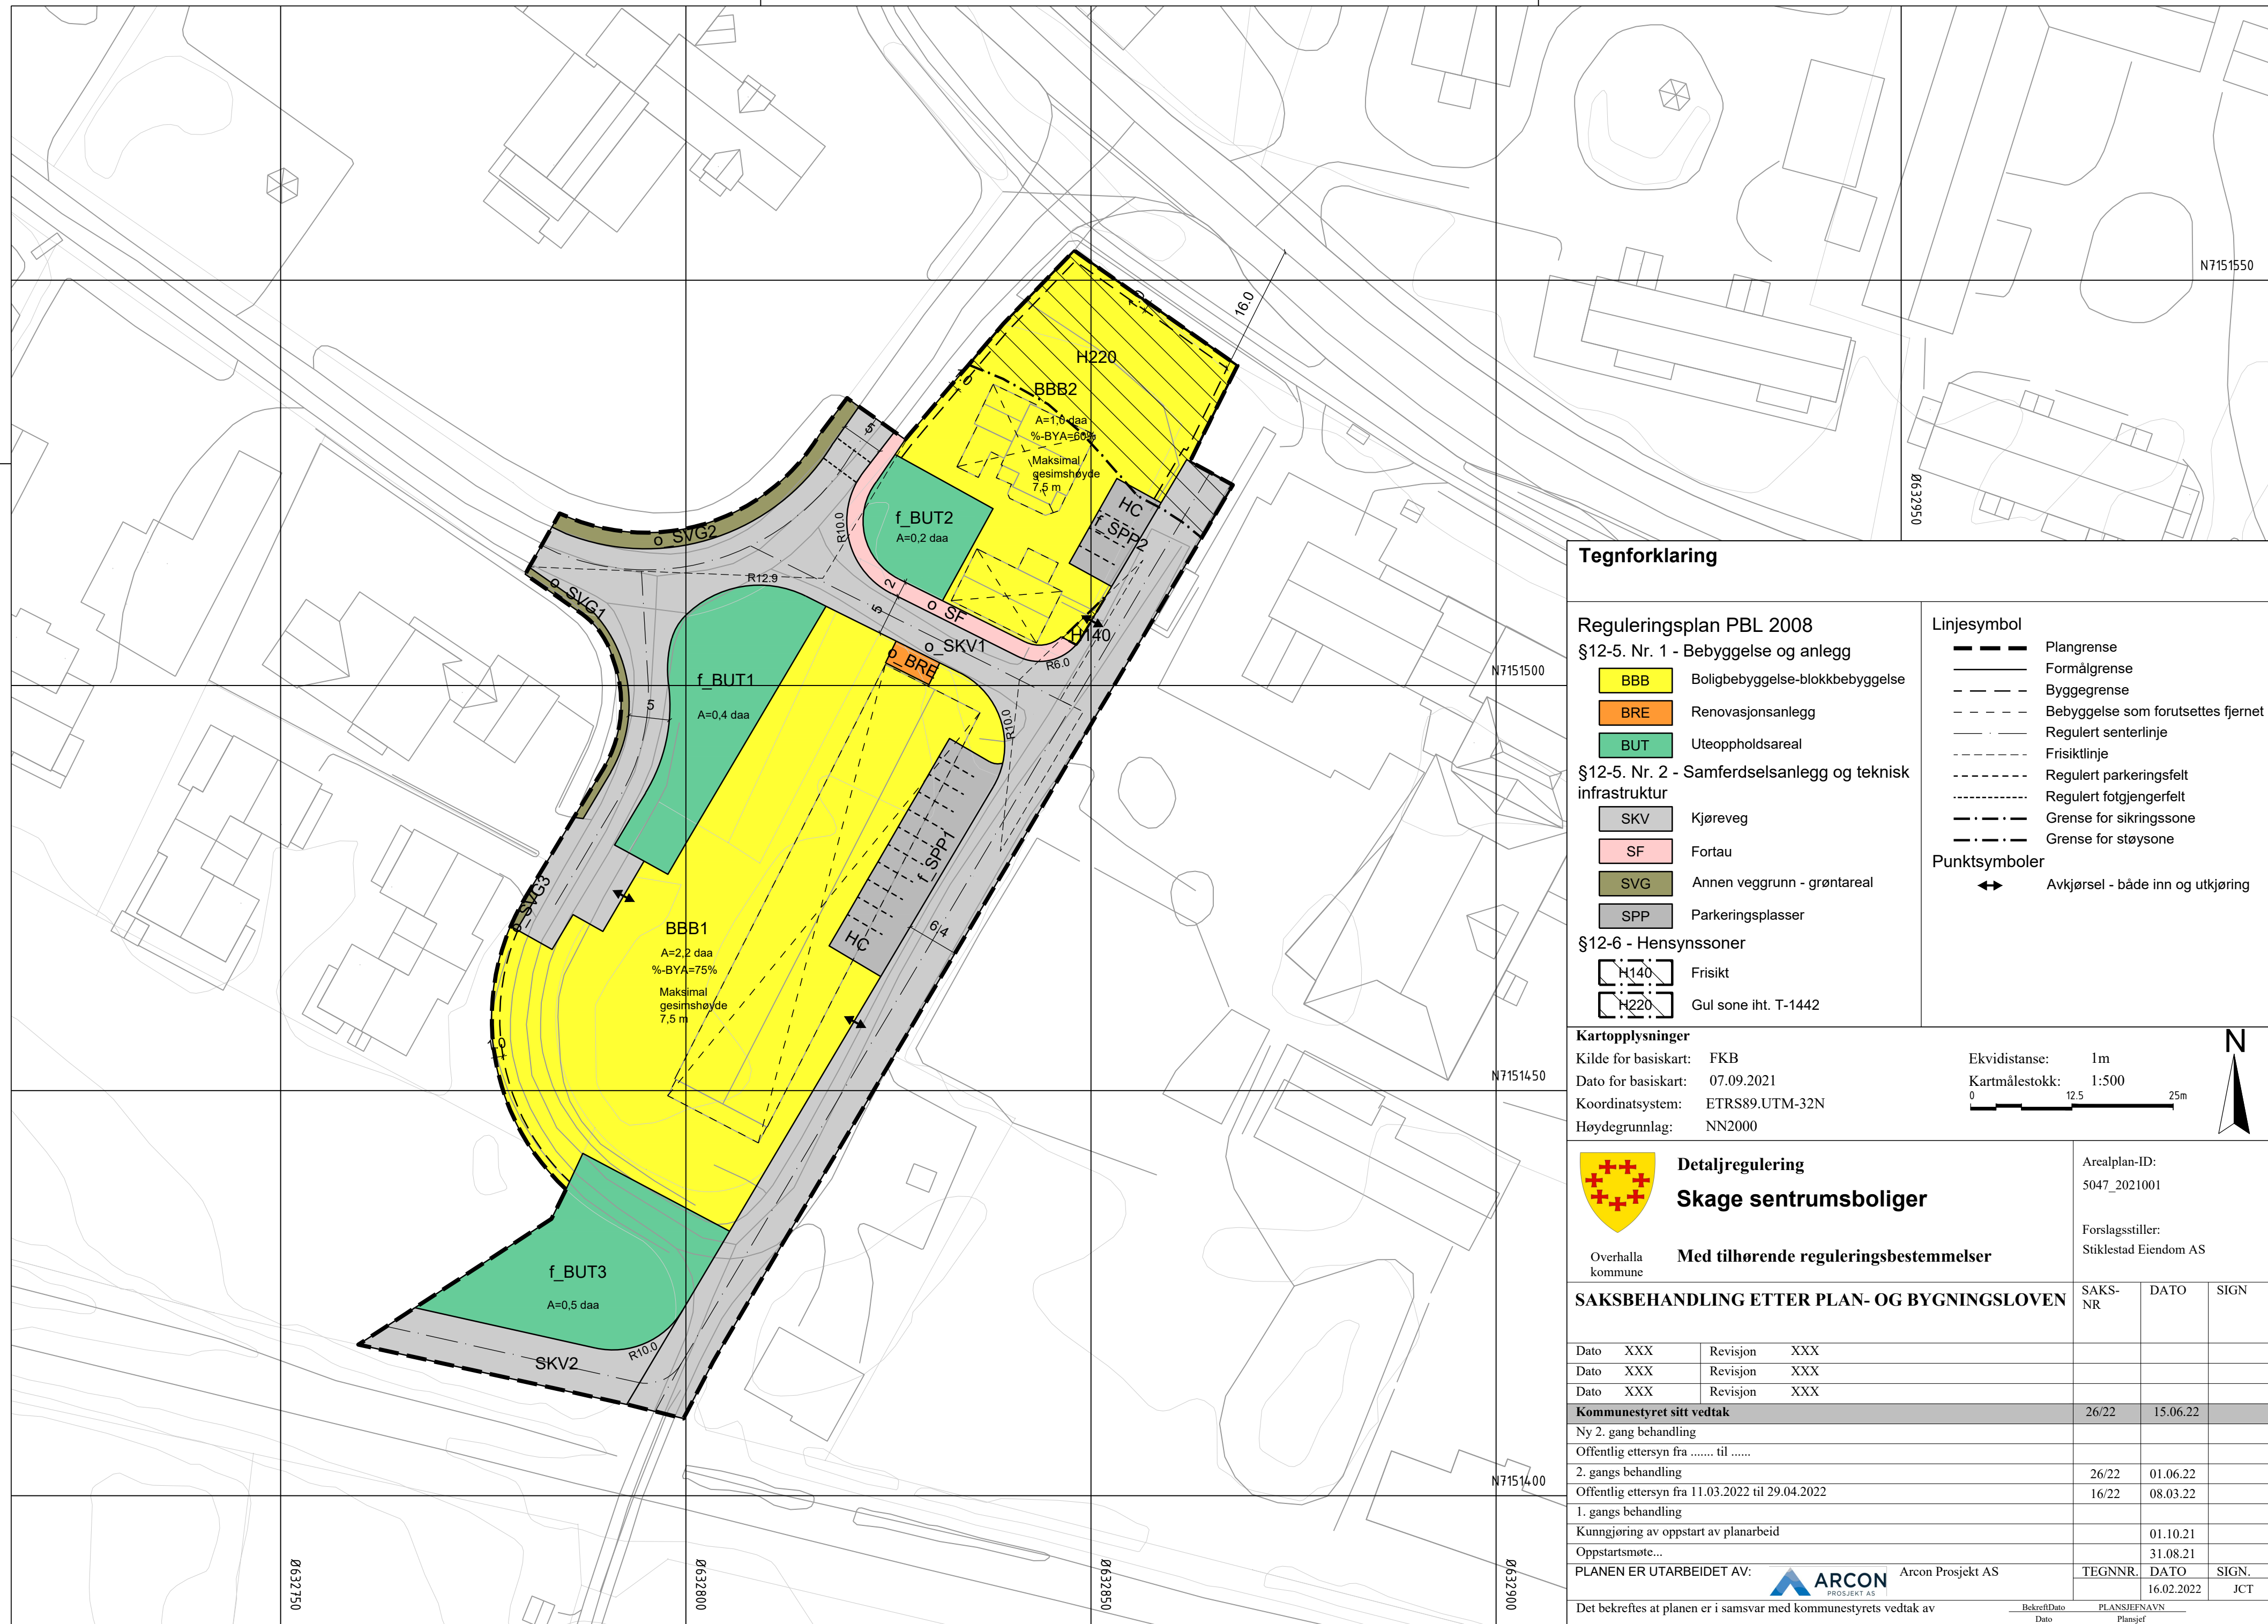 N7151550
16.0
H220
BBB2
A=1,0 daa
%-BYA=60%
Maksimal
gesimshøyde
7,5 m
5
HC
f_SPP2
f_BUT2
A=0,2 daa
R10.0
o_SVG2
R12.9
2
5
o_SF
o_SVG1
H140
o_SKV1
R6.0
o_BRE
N7151500
f_BUT1
A=0,4 daa
5
R10.0
f_SPP1
o_SVG3
HC
6,4
BBB1
A=2,2 daa
%-BYA=75%
Maksimal
gesimshøyde
7,5 m
N7151450
f_BUT3
A=0,5 daa
SKV2
R10.0
N7151400
Ø632750
Ø632800
Ø632850
Ø632900
Ø632950
Tegnforklaring
Reguleringsplan PBL 2008
§12-5. Nr. 1 - Bebyggelse og anlegg
BBB Boligbebyggelse-blokkbebyggelse
BRE Renovasjonsanlegg
BUT Uteoppholdsareal
§12-5. Nr. 2 - Samferdselsanlegg og teknisk
infrastruktur
SKV Kjøreveg
SF Fortau
SVG Annen veggrunn - grøntareal
SPP Parkeringsplasser
§12-6 - Hensynssoner
H140 Frisikt
H220 Gul sone iht. T-1442
Linjesymbol
Plangrense
Formålgrense
Byggegrense
Bebyggelse som forutsettes fjernet
Regulert senterlinje
Frisiktlinje
Regulert parkeringsfelt
Regulert fotgjengerfelt
Grense for sikringssone
Grense for støysone
Punktsymboler
Avkjørsel - både inn og utkjøring
Kartopplysninger
Kilde for basiskart: FKB
Dato for basiskart: 07.09.2021
Koordinatsystem: ETRS89.UTM-32N
Høydegrunnlag: NN2000
Ekvidistanse: 1m
Kartmålestokk: 1:500
0 12.5 25m
N
Overhalla
kommune
Detaljregulering
Skage sentrumsboliger
Med tilhørende reguleringsbestemmelser
Arealplan-ID:
5047_2021001
Forslagsstiller:
Stiklestad Eiendom AS
SAKSBEHANDLING ETTER PLAN- OG BYGNINGSLOVEN
SAKS-
NR
DATO SIGN
Dato XXX Revisjon XXX
Dato XXX Revisjon XXX
Dato XXX Revisjon XXX
Kommunestyret sitt vedtak 26/22 15.06.22
Ny 2. gang behandling
Offentlig ettersyn fra ....... til ......
2. gangs behandling 26/22 01.06.22
Offentlig ettersyn fra 11.03.2022 til 29.04.2022 16/22 08.03.22
1. gangs behandling
Kunngjøring av oppstart av planarbeid 01.10.21
Oppstartsmøte... 31.08.21
PLANEN ER UTARBEIDET AV: ARCON Arcon Prosjekt AS TEGNNR. DATO SIGN.
PROSJEKT AS
16.02.2022 JCT
Det bekreftes at planen er i samsvar med kommunestyrets vedtak av
BekreftDato PLANSJEFNAVN
Dato Plansjef